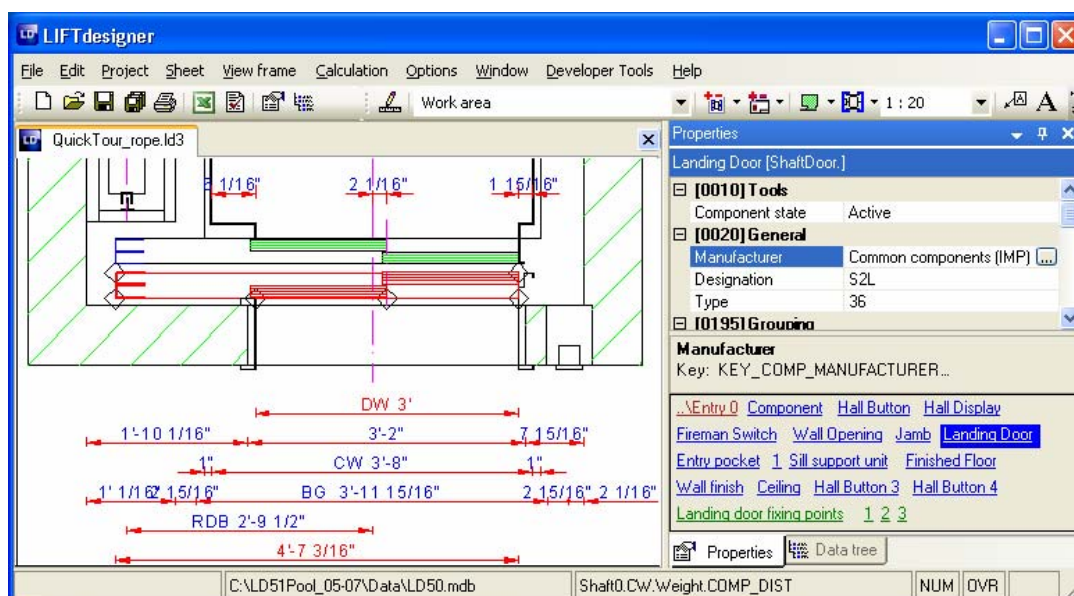 LD LIFTdesigner
File Edit Project Sheet View frame Calculation Options Window Developer Tools Help
Work area 1 : 20 A A
LD QuickTour_rope.ld3
1/16" 2 1/16" 1 15/16"
DW 3'
1'-10 1/16" 3'-2" 7 15/16"
1" CW 3'-8" 1"
1' 1/16" 2 15/16" BG 3'-11 15/16" 2 15/16" 2 1/16"
RDB 2'-9 1/2"
4'-7 3/16"
Properties
Landing Door [ShaftDoor.]
[0010] Tools
Component state Active
[0020] General
Manufacturer Common components (IMP) ...
Designation S2L
Type 36
[0195] Grouping
Manufacturer
Key: KEY_COMP_MANUFACTURER...
..\Entry 0 Component Hall Button Hall Display
Fireman Switch Wall Opening Jamb Landing Door
Entry pocket 1 Sill support unit Finished Floor
Wall finish Ceiling Hall Button 3 Hall Button 4
Landing door fixing points 1 2 3
Properties Data tree
C:\LD51Pool_05-07\Data\LD50.mdb Shaft0.CW.Weight.COMP_DIST NUM OVR